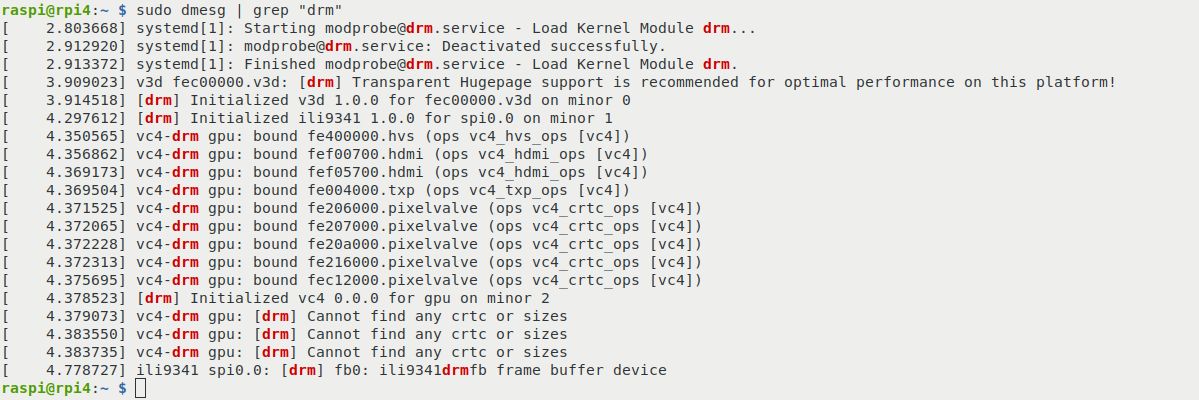 raspi@rpi4:~ $ sudo dmesg | grep "drm"
[    2.803668] systemd[1]: Starting modprobe@drm.service - Load Kernel Module drm...
[    2.912920] systemd[1]: modprobe@drm.service: Deactivated successfully.
[    2.913372] systemd[1]: Finished modprobe@drm.service - Load Kernel Module drm.
[    3.909023] v3d fec00000.v3d: [drm] Transparent Hugepage support is recommended for optimal performance on this platform!
[    3.914518] [drm] Initialized v3d 1.0.0 for fec00000.v3d on minor 0
[    4.297612] [drm] Initialized ili9341 1.0.0 for spi0.0 on minor 1
[    4.350565] vc4-drm gpu: bound fe400000.hvs (ops vc4_hvs_ops [vc4])
[    4.356862] vc4-drm gpu: bound fef00700.hdmi (ops vc4_hdmi_ops [vc4])
[    4.369173] vc4-drm gpu: bound fef05700.hdmi (ops vc4_hdmi_ops [vc4])
[    4.369504] vc4-drm gpu: bound fe004000.txp (ops vc4_txp_ops [vc4])
[    4.371525] vc4-drm gpu: bound fe206000.pixelvalve (ops vc4_crtc_ops [vc4])
[    4.372065] vc4-drm gpu: bound fe207000.pixelvalve (ops vc4_crtc_ops [vc4])
[    4.372228] vc4-drm gpu: bound fe20a000.pixelvalve (ops vc4_crtc_ops [vc4])
[    4.372313] vc4-drm gpu: bound fe216000.pixelvalve (ops vc4_crtc_ops [vc4])
[    4.375695] vc4-drm gpu: bound fec12000.pixelvalve (ops vc4_crtc_ops [vc4])
[    4.378523] [drm] Initialized vc4 0.0.0 for gpu on minor 2
[    4.379073] vc4-drm gpu: [drm] Cannot find any crtc or sizes
[    4.383550] vc4-drm gpu: [drm] Cannot find any crtc or sizes
[    4.383735] vc4-drm gpu: [drm] Cannot find any crtc or sizes
[    4.778727] ili9341 spi0.0: [drm] fb0: ili9341drmfb frame buffer device
raspi@rpi4:~ $